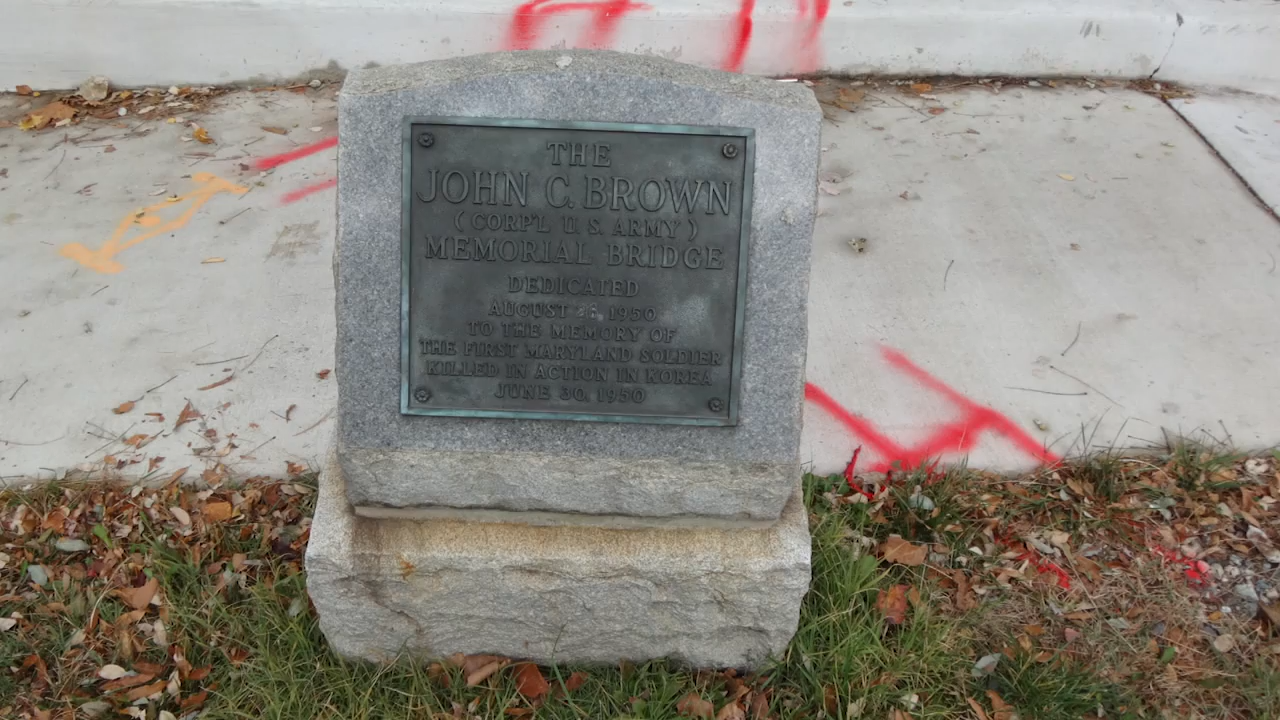 THE
JOHN C. BROWN
( CORP'L U. S. ARMY )
MEMORIAL BRIDGE
DEDICATED
AUGUST 1950
TO THE MEMORY OF
THE FIRST MARYLAND SOLDIER
KILLED IN ACTION IN KOREA
JUNE 30, 1950